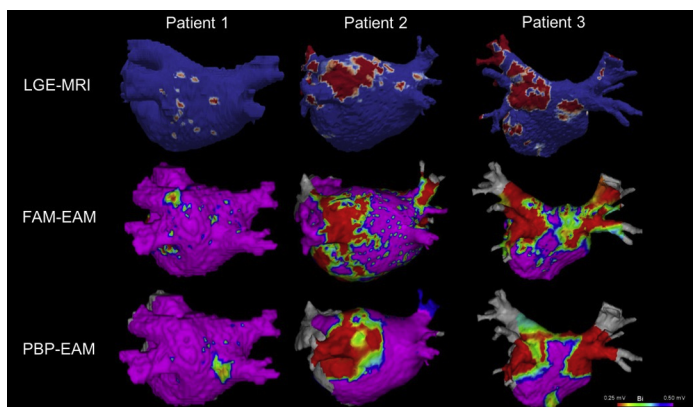 Patient 1 Patient 2 Patient 3
LGE-MRI
FAM-EAM
PBP-EAM
0.25 mV Bi 0.50 mV